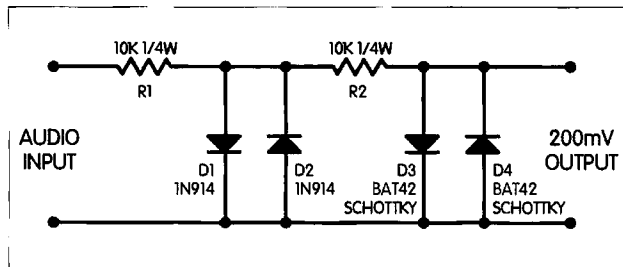 10K 1/4W
R1
10K 1/4W
R2
AUDIO
INPUT
D1
1N914
D2
1N914
D3
BAT42
SCHOTTKY
D4
BAT42
SCHOTTKY
200mV
OUTPUT